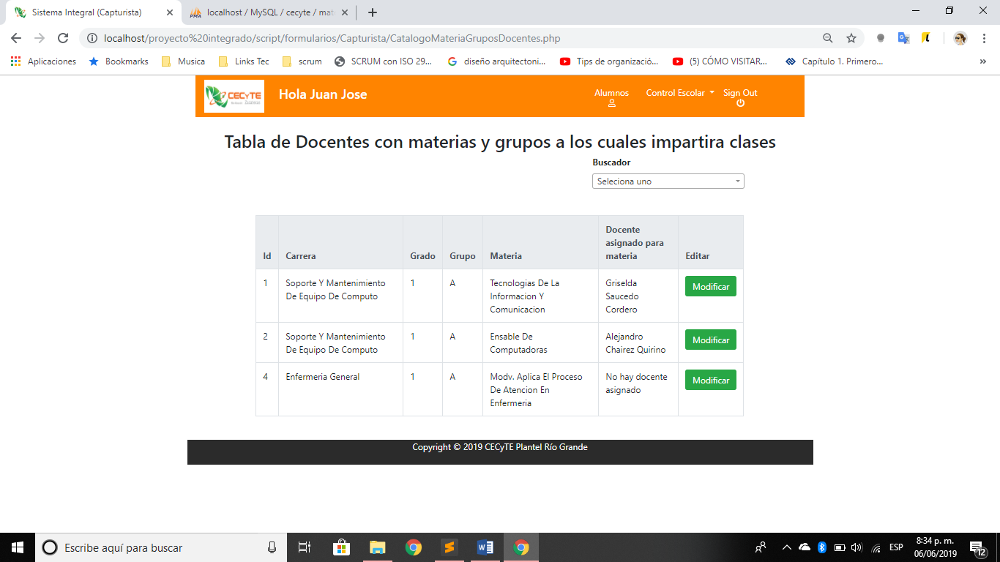 Sistema Integral (Capturista)
localhost / MySQL / cecyte / mat
localhost/proyecto%20integrado/script/formularios/Capturista/CatalogoMateriaGruposDocentes.php
Aplicaciones
Bookmarks
Musica
Links Tec
scrum
SCRUM con ISO 29...
diseño arquitectoni...
Tips de organizació...
(5) CÓMO VISITAR...
Capítulo 1. Primero...
»
CECyTE
Hola Juan Jose
Alumnos
Control Escolar
Sign Out
Tabla de Docentes con materias y grupos a los cuales impartira clases
Buscador
Seleciona uno
Id
Carrera
Grado
Grupo
Materia
Docente
asignado para
materia
Editar
1
Soporte Y Mantenimiento
De Equipo De Computo
1
A
Tecnologias De La
Informacion Y
Comunicacion
Griselda
Saucedo
Cordero
Modificar
2
Soporte Y Mantenimiento
De Equipo De Computo
1
A
Ensable De
Computadoras
Alejandro
Chairez Quirino
Modificar
4
Enfermeria General
1
A
Modv. Aplica El Proceso
De Atencion En
Enfermeria
No hay docente
asignado
Modificar
Copyright © 2019 CECyTE Plantel Río Grande
Escribe aquí para buscar
ESP
8:34 p. m.
06/06/2019
12